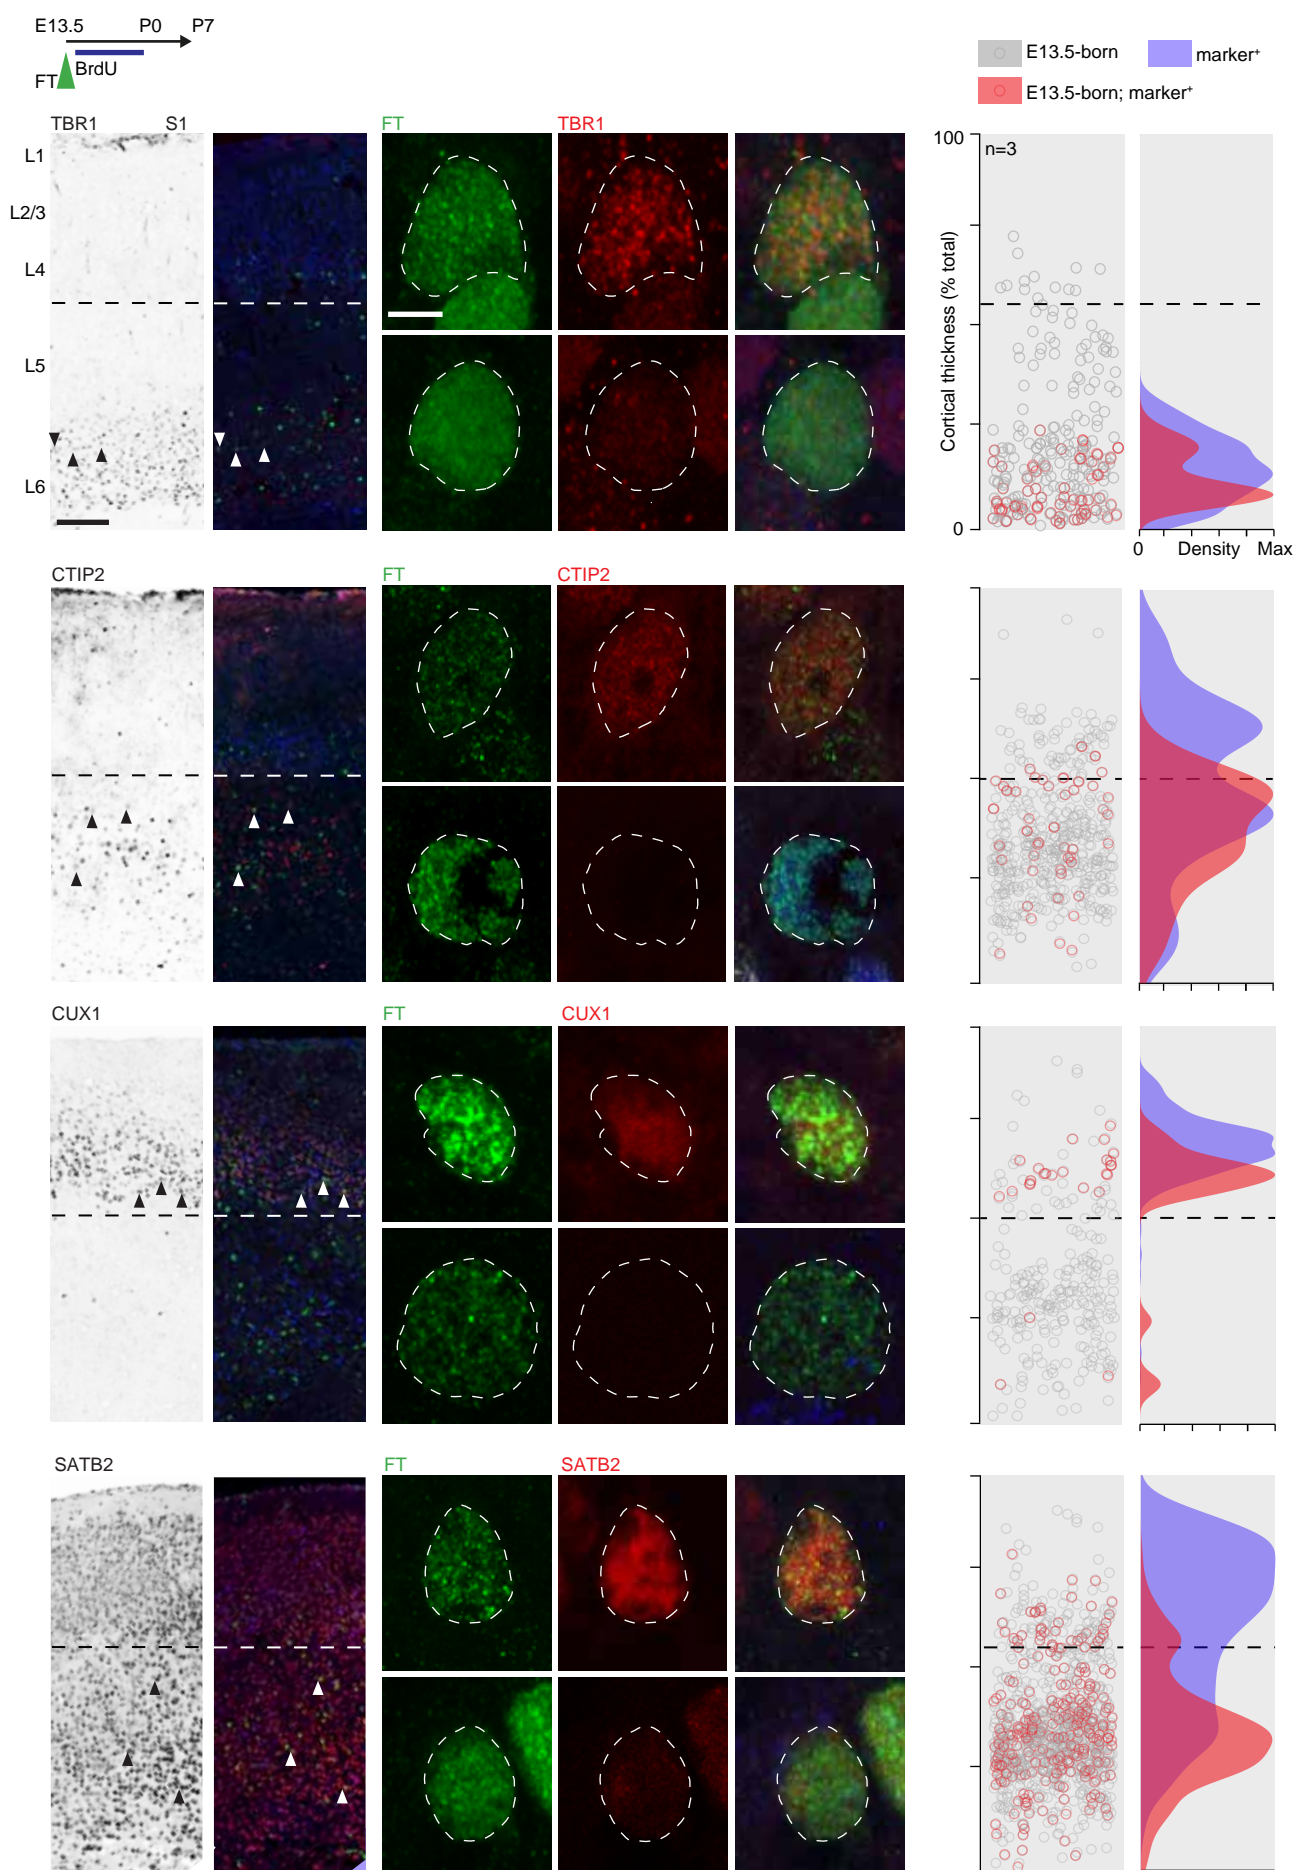 E13.5 P0 P7
BrdU
FT
E13.5-born marker⁺
E13.5-born; marker⁺
TBR1 S1 FT TBR1
L1
L2/3
L4
L5
L6
100
n=3
Cortical thickness (% total)
0
0 Density Max
CTIP2 FT CTIP2
CUX1 FT CUX1
SATB2 FT SATB2